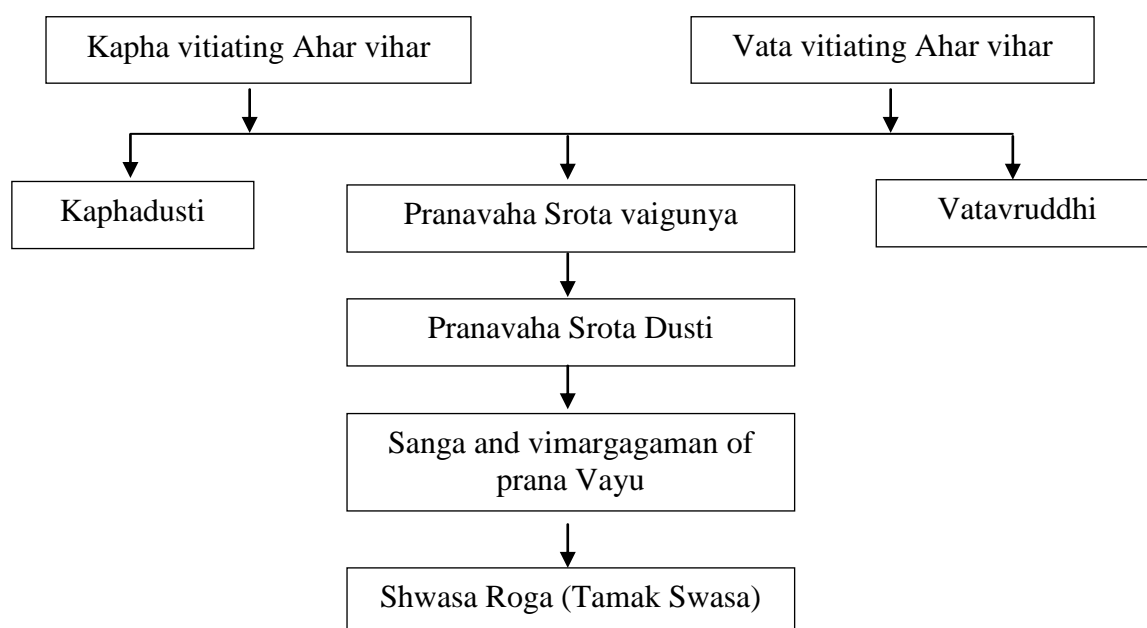 Kapha vitiating Ahar vihar
Vata vitiating Ahar vihar
Kaphadusti
Pranavaha Srota vaigunya
Vatavruddhi
Pranavaha Srota Dusti
Sanga and vimargagaman of
prana Vayu
Shwasa Roga (Tamak Swasa)